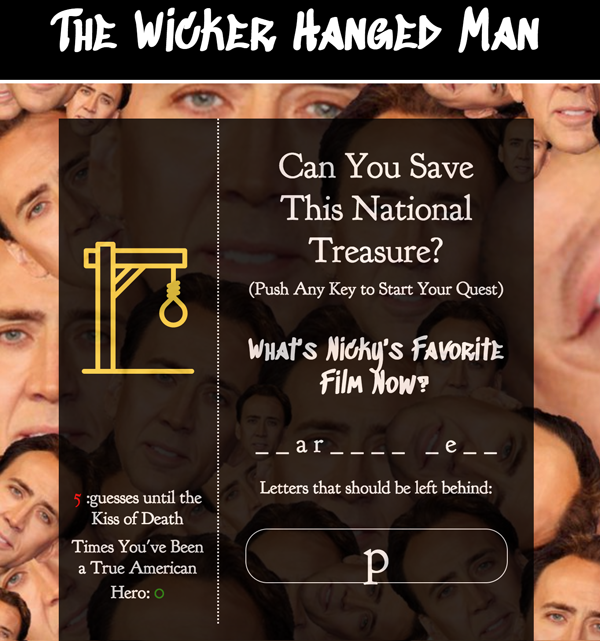 The Wicker Hanged Man
Can You Save
This National
Treasure?
(Push Any Key to Start Your Quest)
What's Nicky's Favorite
Film Now?
_ _ a r _ _ _ _ _ e _ _
Letters that should be left behind:
p
5 :guesses until the
Kiss of Death
Times You've Been
a True American
Hero: 0